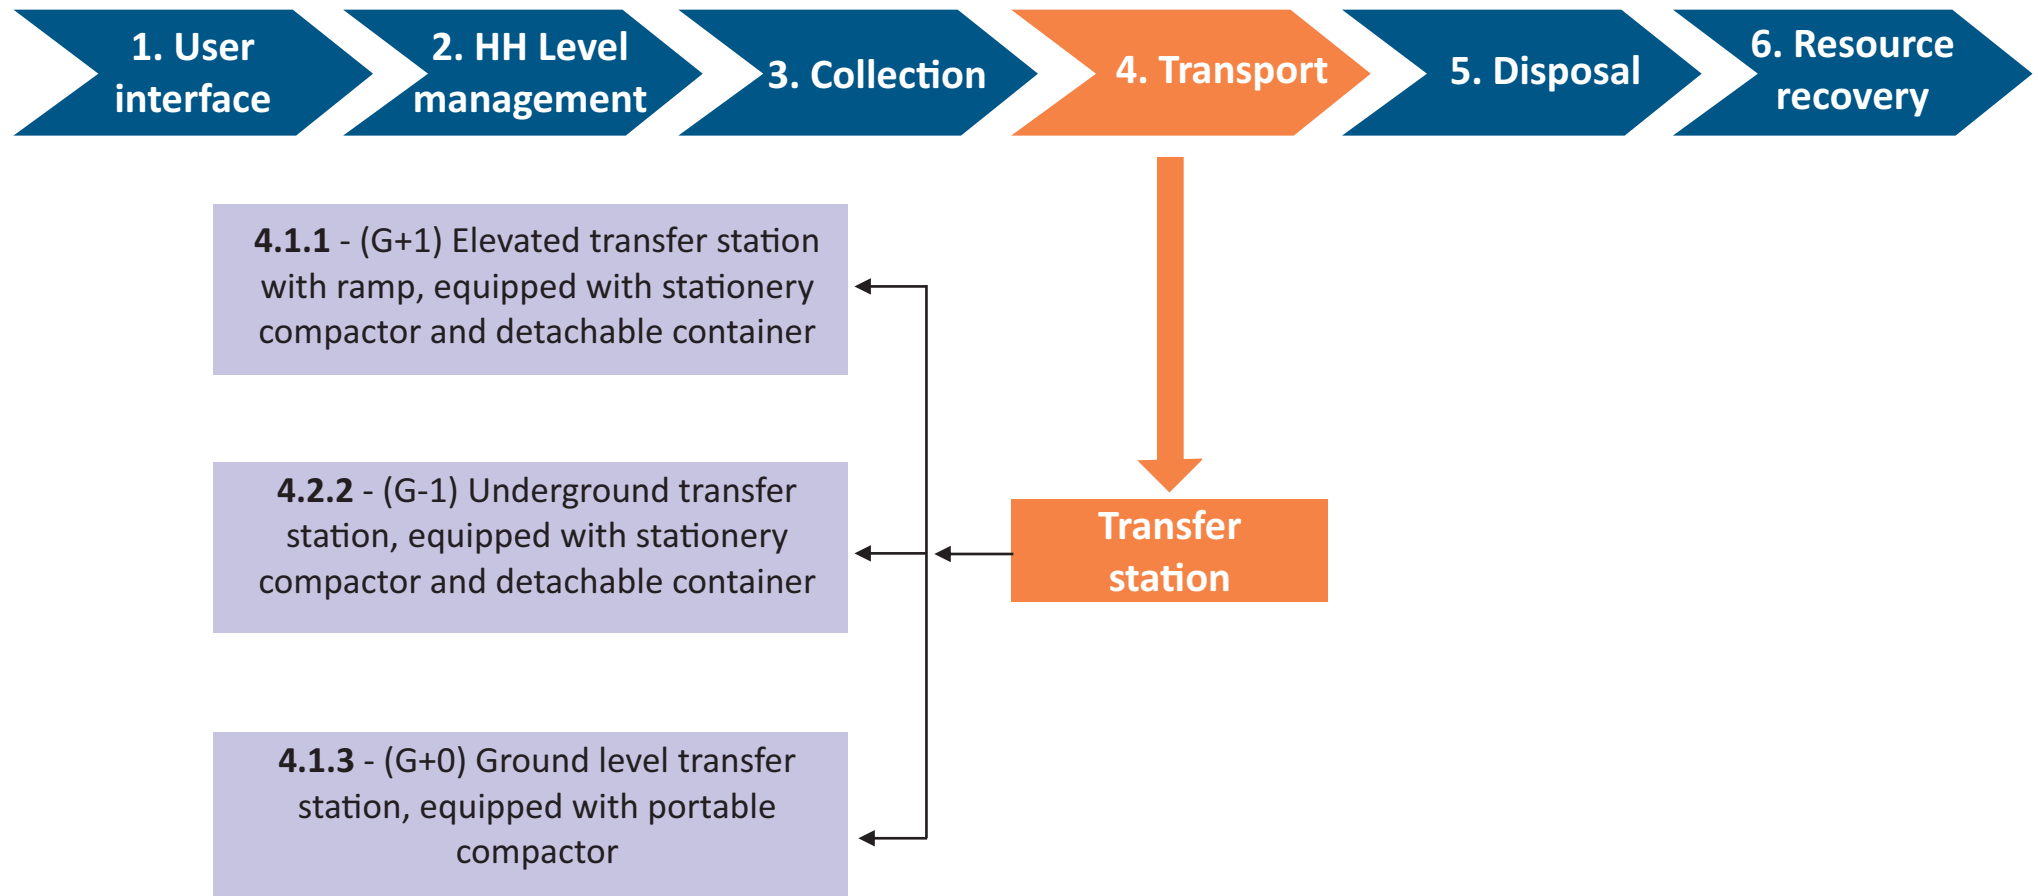 1. User
interface
2. HH Level
management
3. Collection
4. Transport
5. Disposal
6. Resource
recovery
4.1.1 - (G+1) Elevated transfer station
with ramp, equipped with stationery
compactor and detachable container
4.2.2 - (G-1) Underground transfer
station, equipped with stationery
compactor and detachable container
Transfer
station
4.1.3 - (G+0) Ground level transfer
station, equipped with portable
compactor